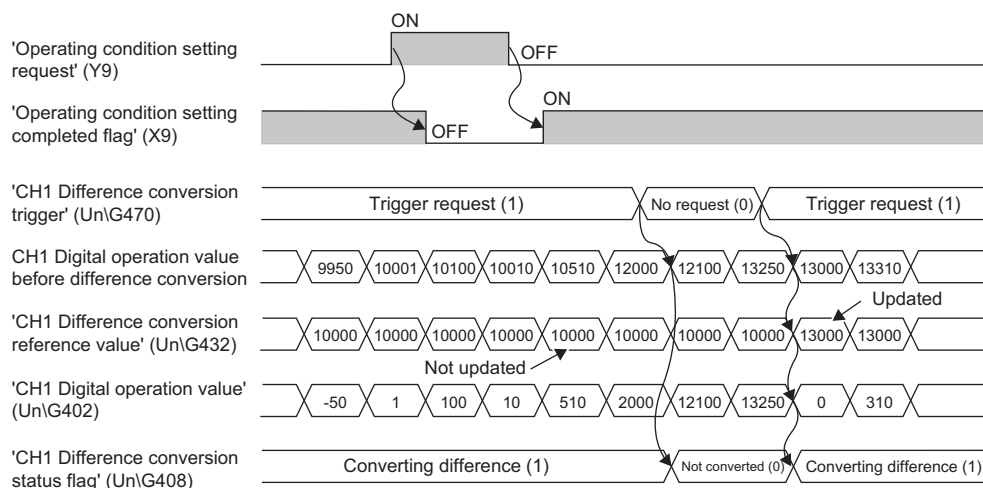 ON
'Operating condition setting
request' (Y9)
OFF
'Operating condition setting
completed flag' (X9)
ON
OFF
'CH1 Difference conversion
trigger' (Un\G470)
Trigger request (1) No request (0) Trigger request (1)
CH1 Digital operation value
before difference conversion
9950 10001 10100 10010 10510 12000 12100 13250 13000 13310
Updated
'CH1 Difference conversion
reference value' (Un\G432)
10000 10000 10000 10000 10000 10000 10000 10000 13000 13000
Not updated
'CH1 Digital operation value'
(Un\G402)
-50 1 100 10 510 2000 12100 13250 0 310
'CH1 Difference conversion
status flag' (Un\G408)
Converting difference (1) Not converted (0) Converting difference (1)